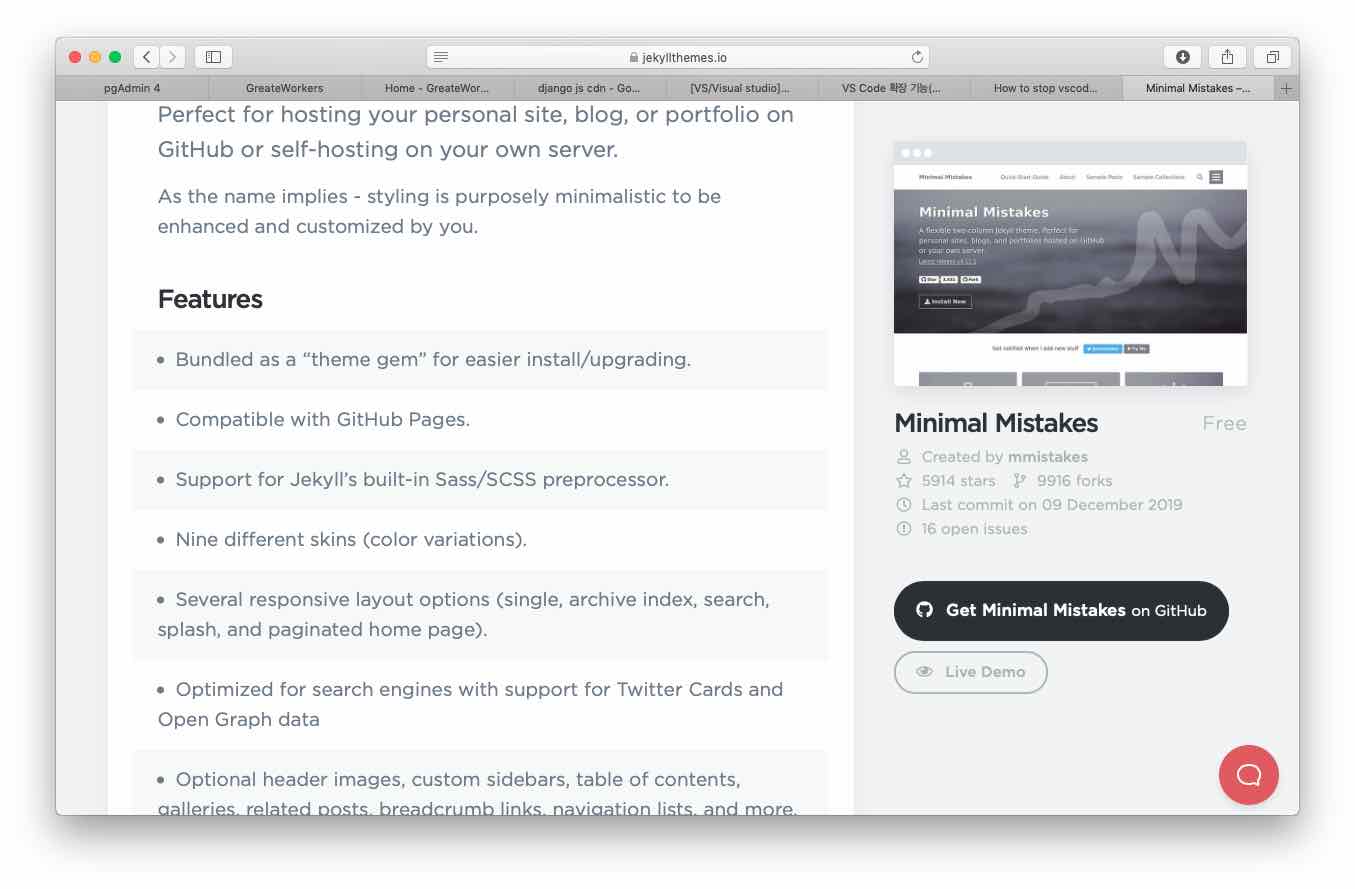 jekyllthemes.io
pgAdmin 4
GreateWorkers
Home - GreateWor...
django js cdn - Go...
[VS/Visual studio]...
VS Code 확장 기능(...
How to stop vscod...
Minimal Mistakes –...
Perfect for hosting your personal site, blog, or portfolio on
GitHub or self-hosting on your own server.
As the name implies - styling is purposely minimalistic to be
enhanced and customized by you.
Features
• Bundled as a “theme gem” for easier install/upgrading.
• Compatible with GitHub Pages.
• Support for Jekyll’s built-in Sass/SCSS preprocessor.
• Nine different skins (color variations).
• Several responsive layout options (single, archive index, search,
splash, and paginated home page).
• Optimized for search engines with support for Twitter Cards and
Open Graph data
• Optional header images, custom sidebars, table of contents,
galleries, related posts, breadcrumb links, navigation lists, and more.
Minimal Mistakes
Quick-Start Guide
About
Sample Posts
Sample Collections
Minimal Mistakes
A flexible two-column Jekyll theme. Perfect for
personal sites, blogs, and portfolios hosted on GitHub
or your own server.
Install Now
Get notified when I add new stuff
Minimal Mistakes
Free
Created by mmistakes
5914 stars
9916 forks
Last commit on 09 December 2019
16 open issues
Get Minimal Mistakes on GitHub
Live Demo